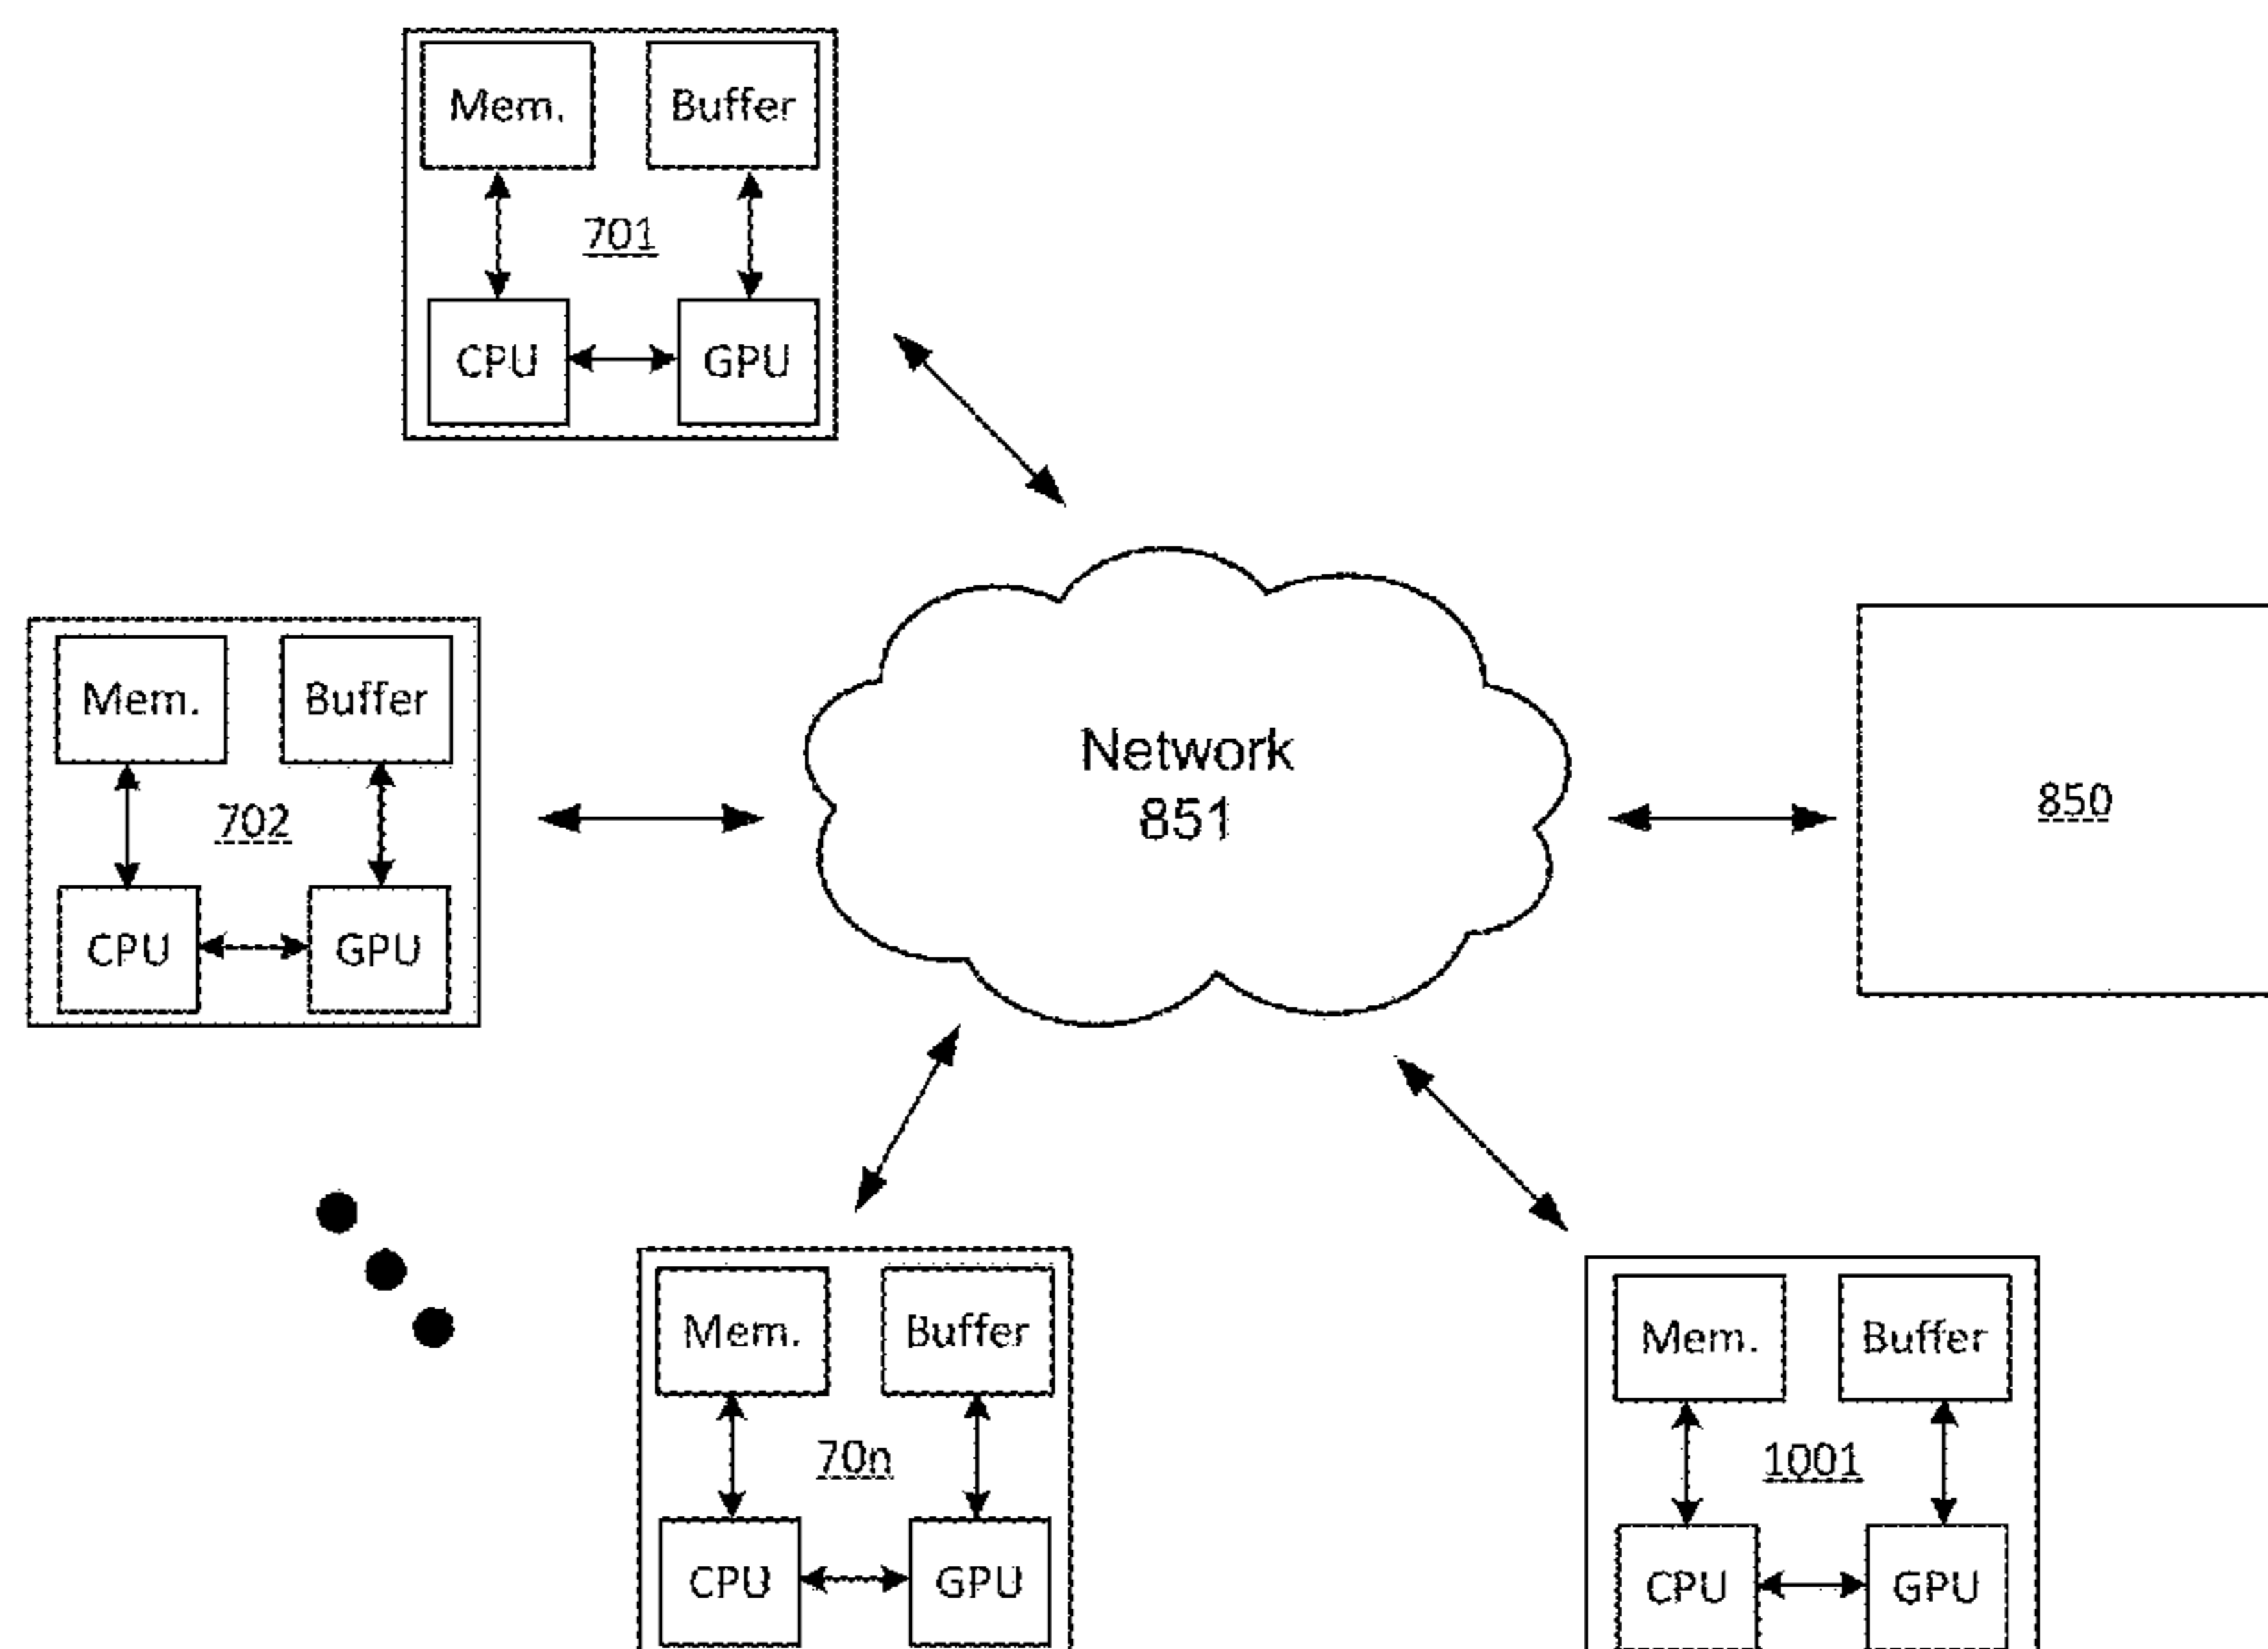 Mem. Buffer
701
CPU GPU
Mem. Buffer
702
CPU GPU
Network
851
850
Mem. Buffer
70n
CPU GPU
Mem. Buffer
1001
CPU GPU